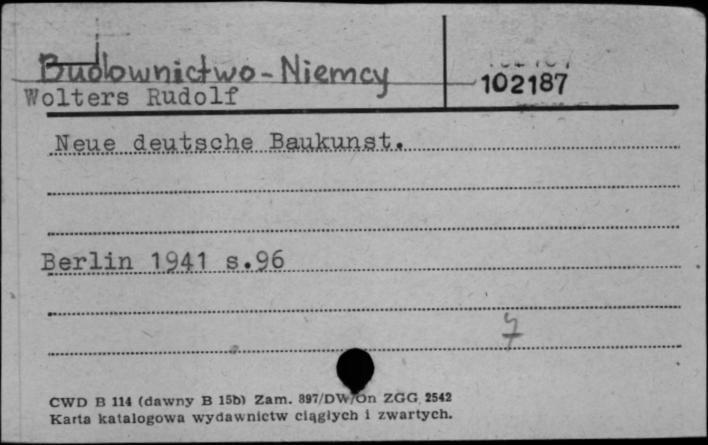 Budownictwo-Niemcy
102187
Wolters Rudolf
Neue deutsche Baukunst.
Berlin 1941 s.96
7
CWD B 114 (dawny B 15b) Zam. 897/DW/On ZGG 2542
Karta katalogowa wydawnictw ciągłych i zwartych.